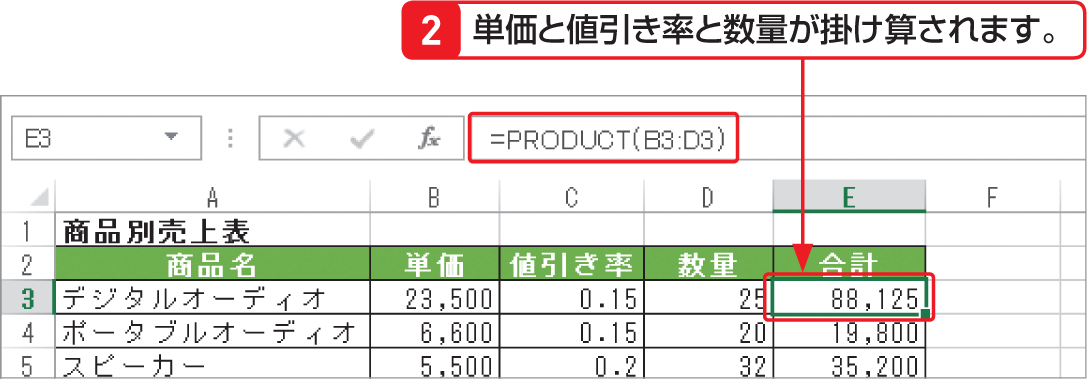 2 単価と値引き率と数量が掛け算されます。
E3 fx =PRODUCT(B3:D3)
A B C D E F
1 商品別売上表
2 商品名 単価 値引き率 数量 合計
3 デジタルオーディオ 23,500 0.15 25 88,125
4 ポータブルオーディオ 6,600 0.15 20 19,800
5 スピーカー 5,500 0.2 32 35,200